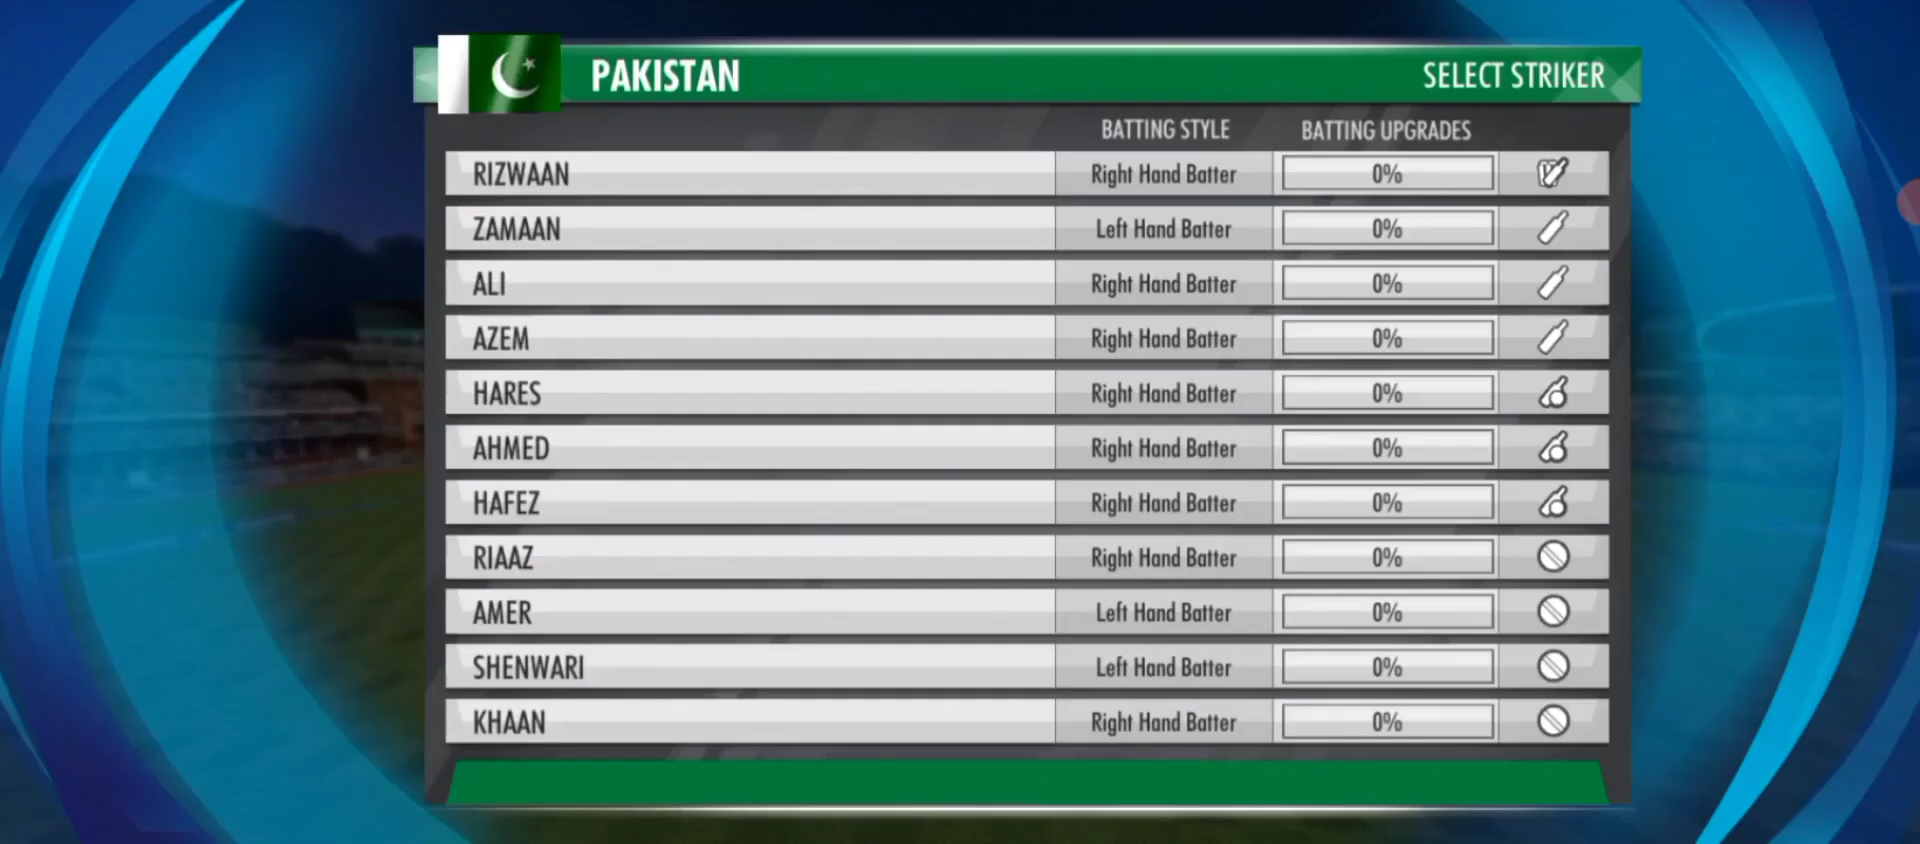 PAKISTAN SELECT STRIKER
BATTING STYLE BATTING UPGRADES
RIZWAAN Right Hand Batter 0%
ZAMAAN Left Hand Batter 0%
ALI Right Hand Batter 0%
AZEM Right Hand Batter 0%
HARES Right Hand Batter 0%
AHMED Right Hand Batter 0%
HAFEZ Right Hand Batter 0%
RIAAZ Right Hand Batter 0%
AMER Left Hand Batter 0%
SHENWARI Left Hand Batter 0%
KHAAN Right Hand Batter 0%